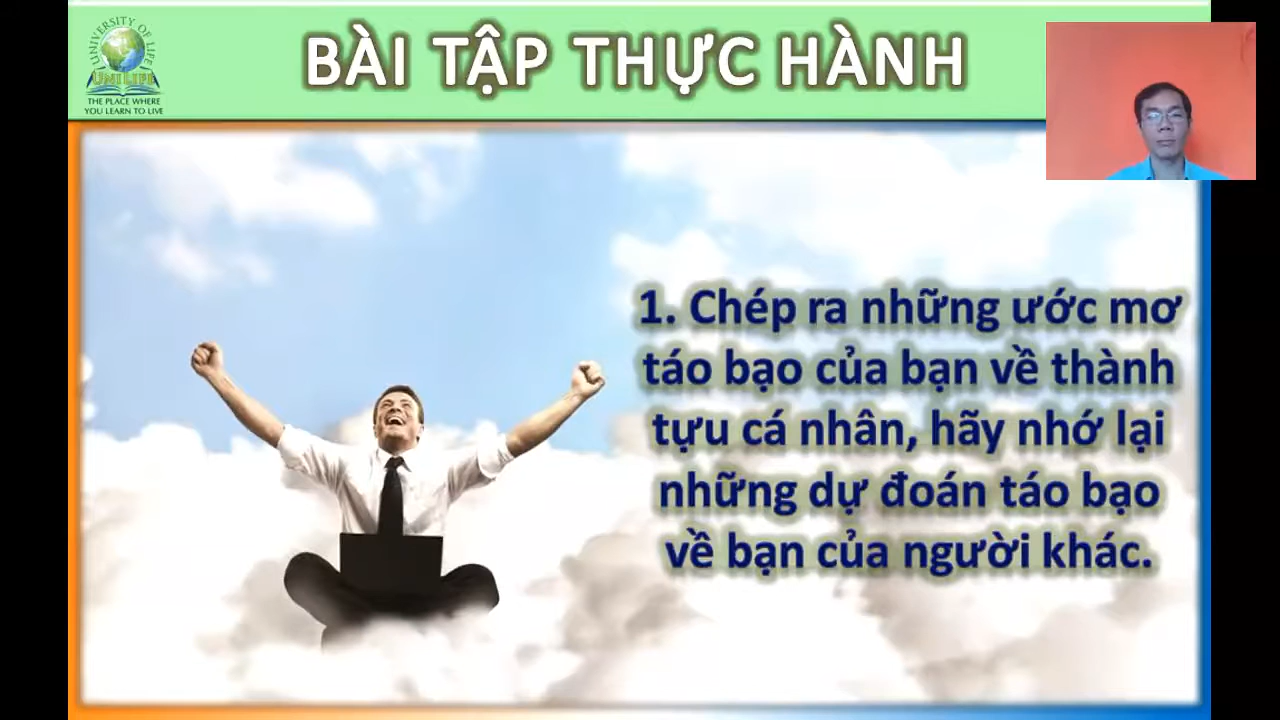 UNIVERSITY OF LIFE
UNILIFE
THE PLACE WHERE
YOU LEARN TO LIVE
BÀI TẬP THỰC HÀNH
1. Chép ra những ước mơ
táo bạo của bạn về thành
tựu cá nhân, hãy nhớ lại
những dự đoán táo bạo
về bạn của người khác.